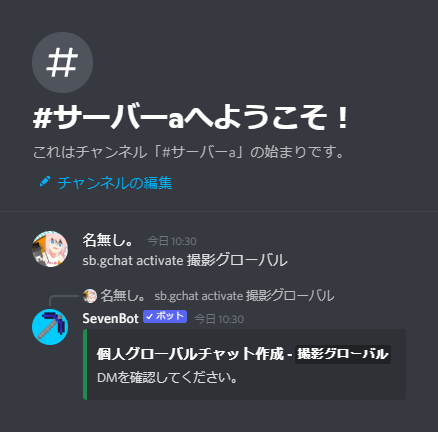 #サーバーaへようこそ！
これはチャンネル「#サーバーa」の始まりです。
チャンネルの編集
名無し。 今日10:30
sb.gchat activate 撮影グローバル
名無し。 sb.gchat activate 撮影グローバル
SevenBot ✓ボット 今日10:30
個人グローバルチャット作成 - 撮影グローバル
DMを確認してください。